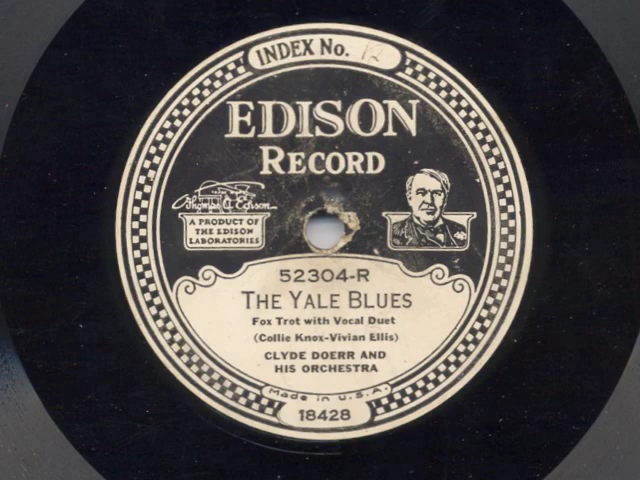 INDEX No. 12
EDISON
RECORD
Thomas A Edison
A PRODUCT OF
THE EDISON
LABORATORIES
52304-R
THE YALE BLUES
Fox Trot with Vocal Duet
(Collie Knox-Vivian Ellis)
CLYDE DOERR AND
HIS ORCHESTRA
Made in U.S.A.
18428